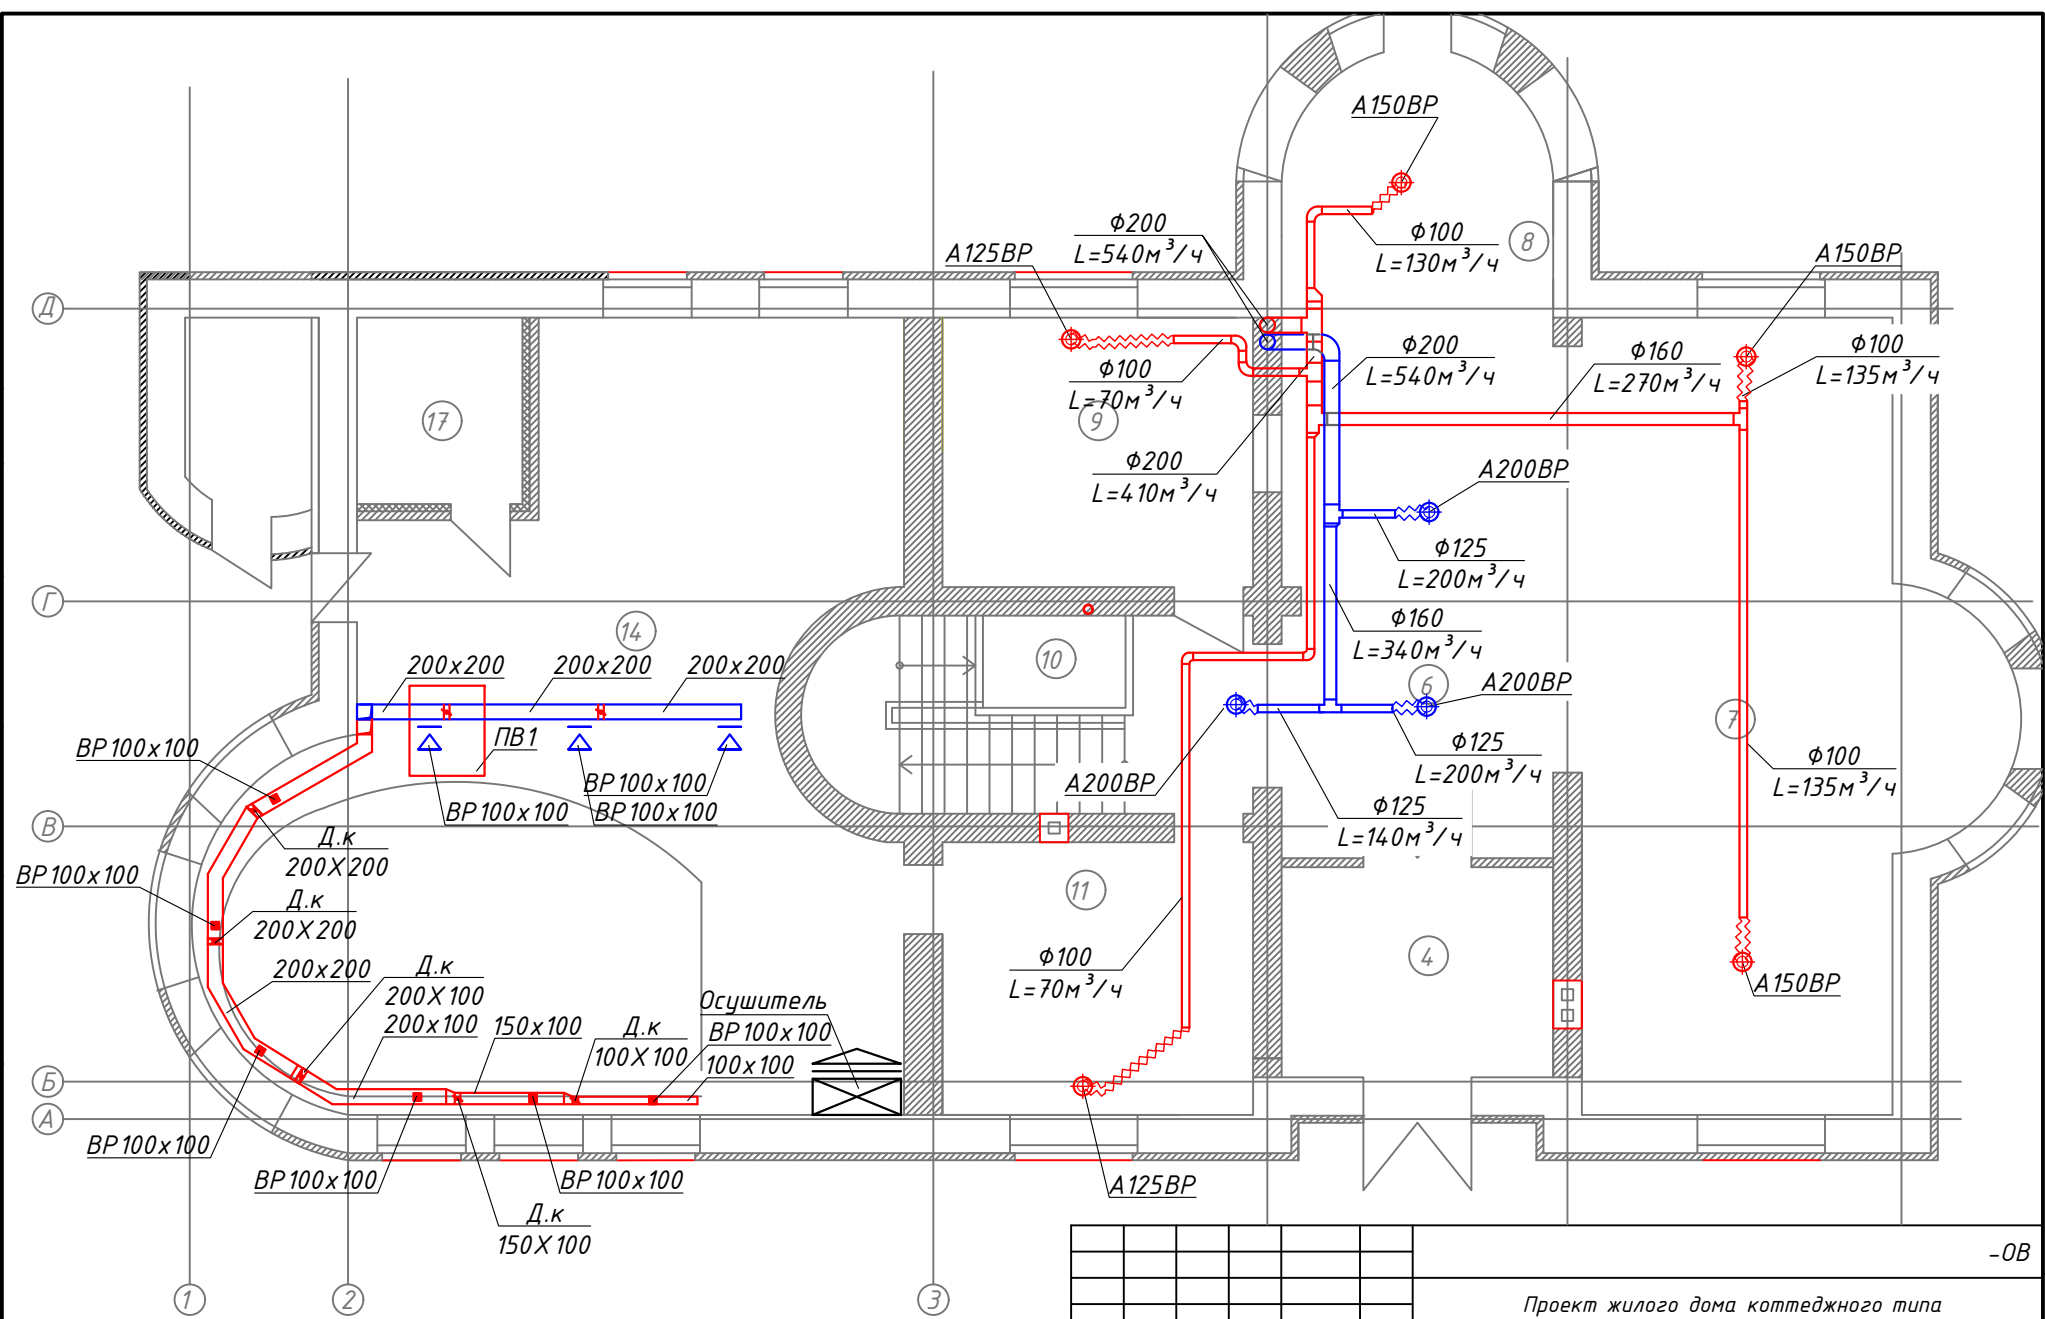 А150ВР
Ф200
L=540м³/ч
А125ВР
Ф100
L=130м³/ч
8
А150ВР
Д
Ф100
L=70м³/ч
Ф200
L=540м³/ч
Ф160
L=270м³/ч
Ф100
L=135м³/ч
17
9
Ф200
L=410м³/ч
А200ВР
Ф125
L=200м³/ч
Г
14
10
Ф160
L=340м³/ч
200х200
200х200
200х200
6
А200ВР
7
ВР100х100
ПВ1
Ф125
L=200м³/ч
Ф100
L=135м³/ч
ВР100х100
ВР100х100
ВР100х100
А200ВР
Ф125
L=140м³/ч
В
Д.к
200Х200
ВР100х100
11
Д.к
200Х200
4
200х200
Д.к
200Х100
200х100
150х100
Осушитель
Ф100
L=70м³/ч
А150ВР
Д.к
100Х100
ВР100х100
100х100
Б
А
ВР100х100
ВР100х100
ВР100х100
А125ВР
Д.к
150Х100
-ОВ
1
2
3
Проект жилого дома коттеджного типа